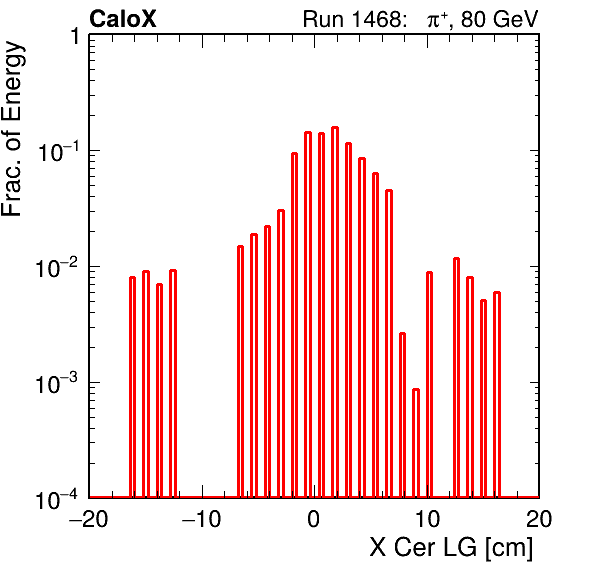 CaloX Run 1468: π⁺, 80 GeV
Frac. of Energy
1
10⁻¹
10⁻²
10⁻³
10⁻⁴
−20 −10 0 10 20
X Cer LG [cm]